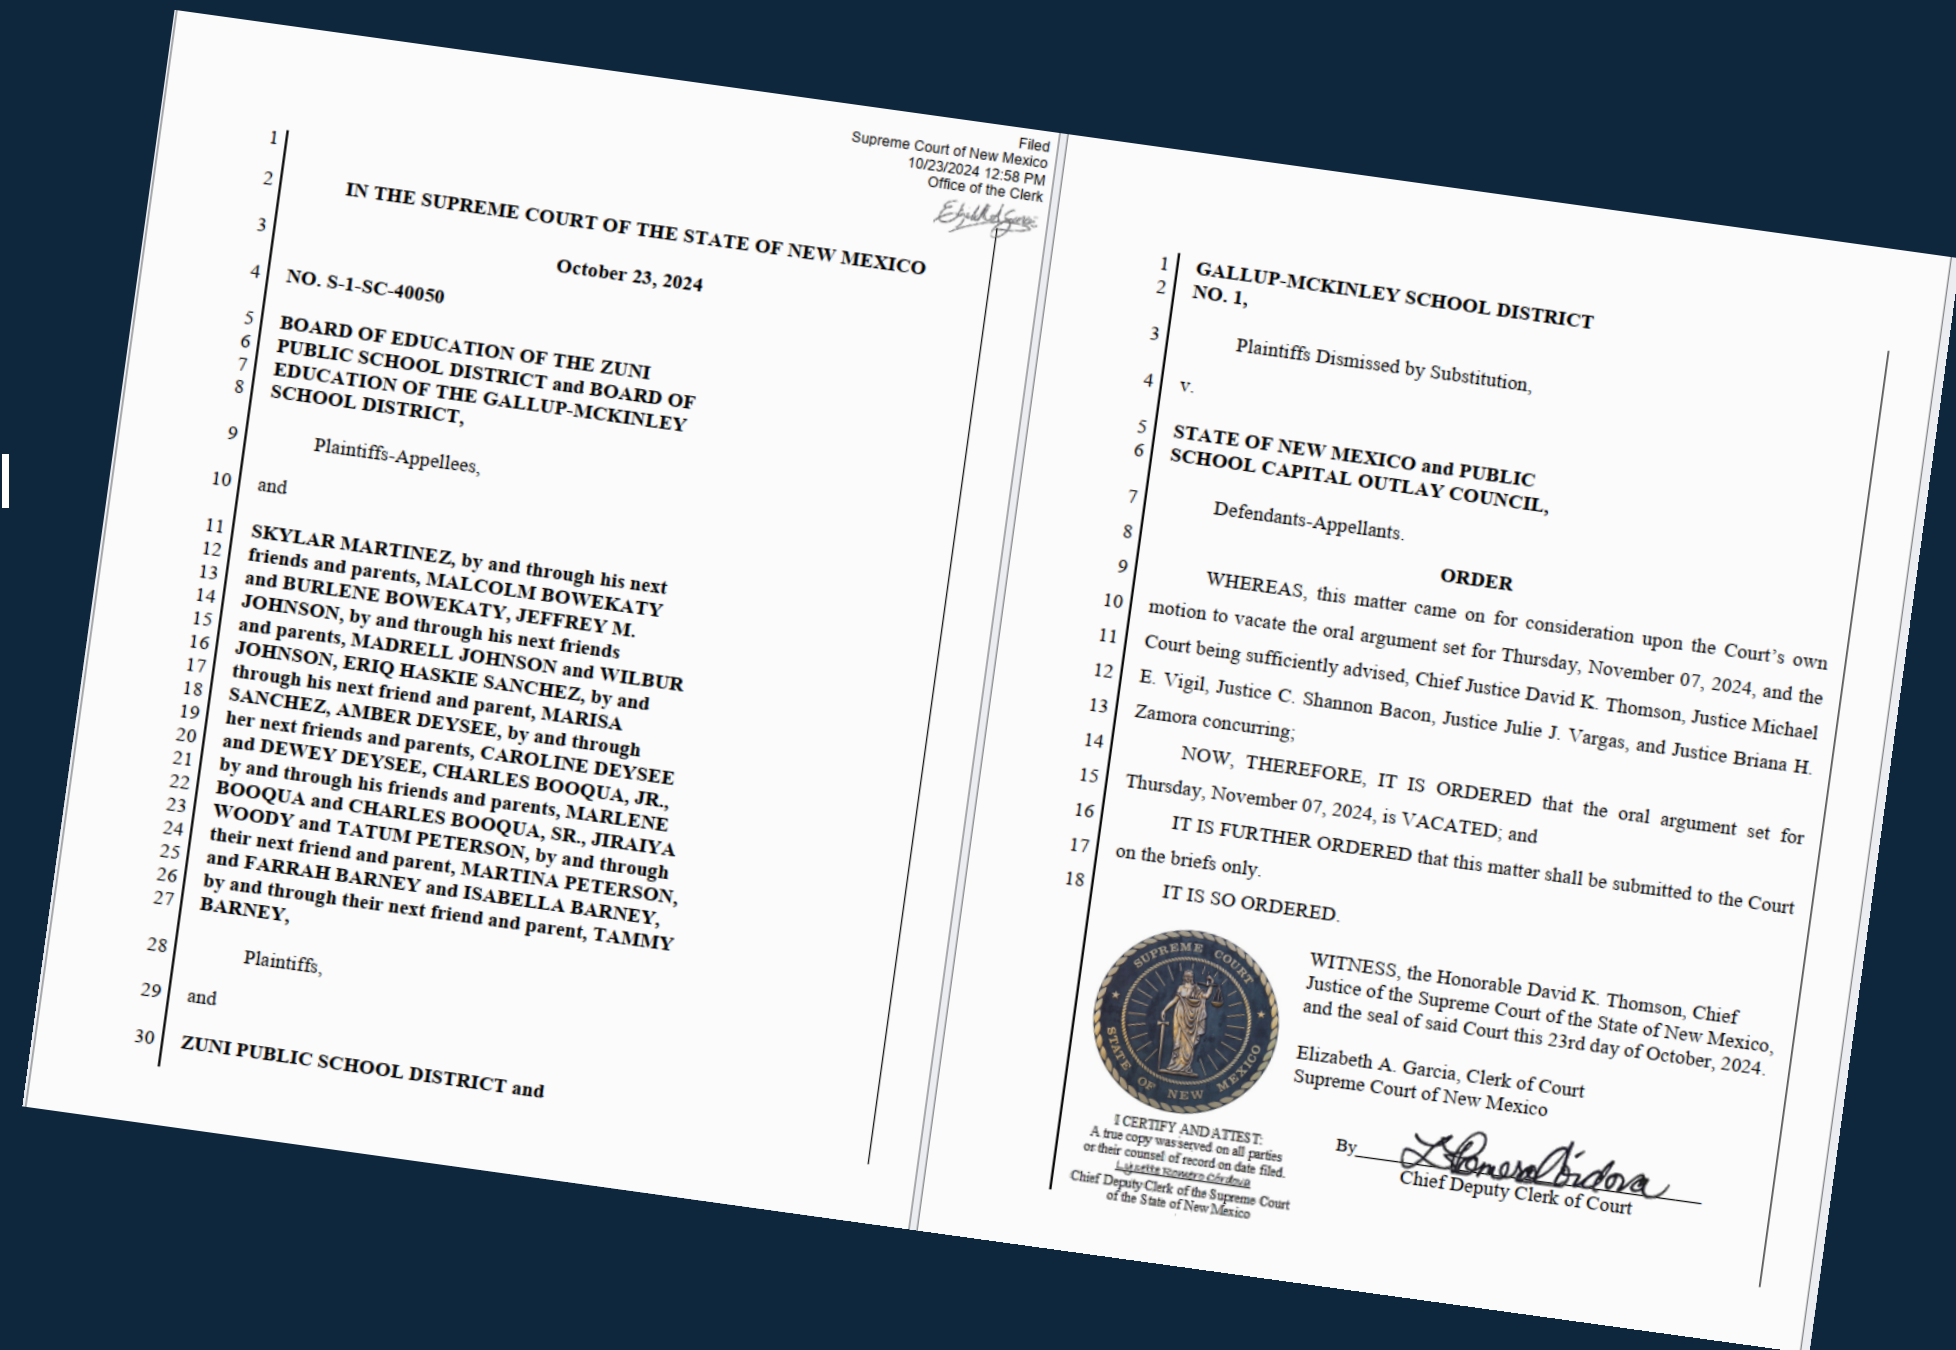 Filed
Supreme Court of New Mexico
10/23/2024 12:58 PM
Office of the Clerk
1
2 IN THE SUPREME COURT OF THE STATE OF NEW MEXICO
3 October 23, 2024
4 NO. S-1-SC-40050
5 BOARD OF EDUCATION OF THE ZUNI
6 PUBLIC SCHOOL DISTRICT and BOARD OF
7 EDUCATION OF THE GALLUP-MCKINLEY
8 SCHOOL DISTRICT,
9 Plaintiffs-Appellees,
10 and
11 SKYLAR MARTINEZ, by and through his next
12 friends and parents, MALCOLM BOWEKATY
13 and BURLENE BOWEKATY, JEFFREY M.
14 JOHNSON, by and through his next friends
15 and parents, MADRELL JOHNSON and WILBUR
16 JOHNSON, ERIQ HASKIE SANCHEZ, by and
17 through his next friend and parent, MARISA
18 SANCHEZ, AMBER DEYSEE, by and through
19 her next friends and parents, CAROLINE DEYSEE
20 and DEWEY DEYSEE, CHARLES BOOQUA, JR.,
21 by and through his friends and parents, MARLENE
22 BOOQUA and CHARLES BOOQUA, SR., JIRAIYA
23 WOODY and TATUM PETERSON, by and through
24 their next friend and parent, MARTINA PETERSON,
25 and FARRAH BARNEY and ISABELLA BARNEY,
26 by and through their next friend and parent, TAMMY
27 BARNEY,
28 Plaintiffs,
29 and
30 ZUNI PUBLIC SCHOOL DISTRICT and
1 GALLUP-MCKINLEY SCHOOL DISTRICT
2 NO. 1,
3 Plaintiffs Dismissed by Substitution,
4 v.
5 STATE OF NEW MEXICO and PUBLIC
6 SCHOOL CAPITAL OUTLAY COUNCIL,
7 Defendants-Appellants.
8 ORDER
9 WHEREAS, this matter came on for consideration upon the Court's own
10 motion to vacate the oral argument set for Thursday, November 07, 2024, and the
11 Court being sufficiently advised, Chief Justice David K. Thomson, Justice Michael
12 E. Vigil, Justice C. Shannon Bacon, Justice Julie J. Vargas, and Justice Briana H.
13 Zamora concurring;
14 NOW, THEREFORE, IT IS ORDERED that the oral argument set for
15 Thursday, November 07, 2024, is VACATED; and
16 IT IS FURTHER ORDERED that this matter shall be submitted to the Court
17 on the briefs only.
18 IT IS SO ORDERED.
SUPREME COURT
STATE OF NEW MEXICO
WITNESS, the Honorable David K. Thomson, Chief
Justice of the Supreme Court of the State of New Mexico,
and the seal of said Court this 23rd day of October, 2024.
Elizabeth A. Garcia, Clerk of Court
Supreme Court of New Mexico
By
Chief Deputy Clerk of Court
I CERTIFY AND ATTEST:
A true copy was served on all parties
or their counsel of record on date filed.
Lysette Romero Córdova
Chief Deputy Clerk of the Supreme Court
of the State of New Mexico